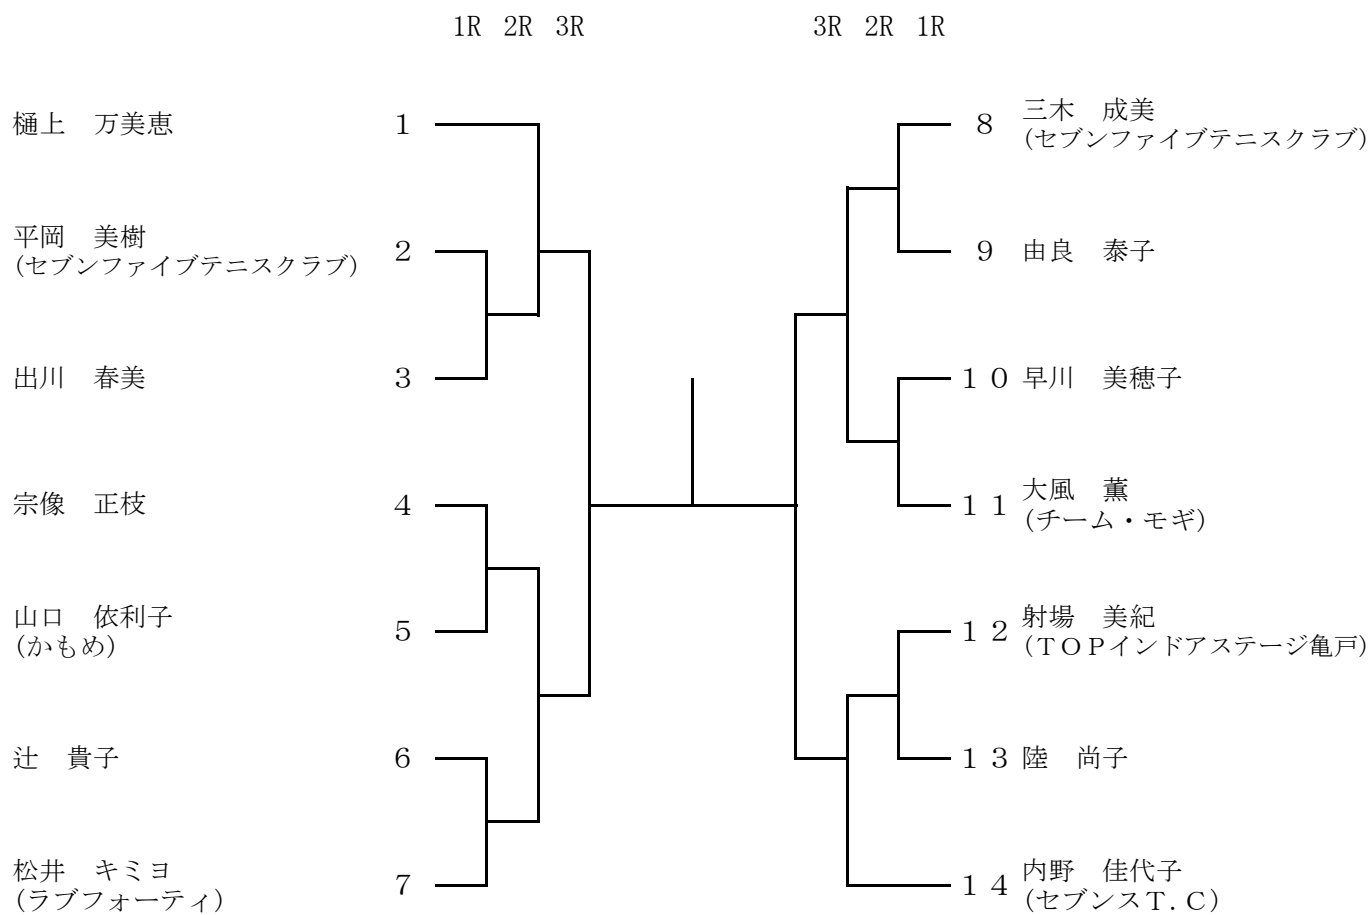 1R 2R 3R
3R 2R 1R
樋上　万美恵
1
平岡　美樹
(セブンファイブテニスクラブ)
2
出川　春美
3
宗像　正枝
4
山口　依利子
(かもめ)
5
辻　貴子
6
松井　キミヨ
(ラブフォーティ)
7
8
三木　成美
(セブンファイブテニスクラブ)
9
由良　泰子
１０
早川　美穂子
１１
大風　薫
(チーム・モギ)
１２
射場　美紀
(ＴＯＰインドアステージ亀戸)
１３
陸　尚子
１４
内野　佳代子
(セブンスＴ.Ｃ)